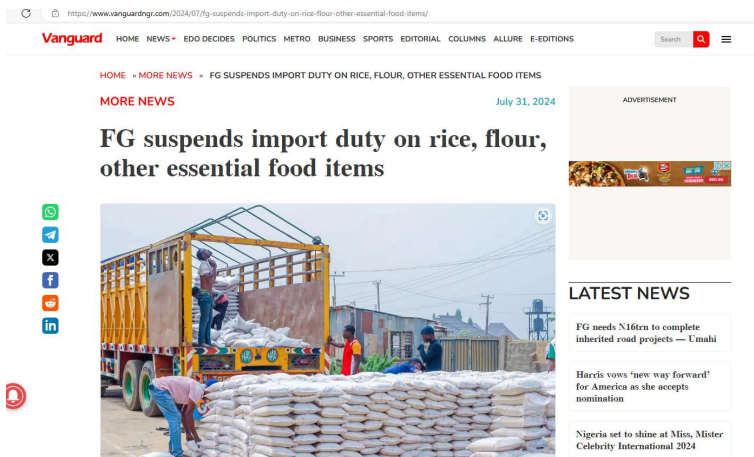 https://www.vanguardngr.com/2024/07/fg-suspends-import-duty-on-rice-flour-other-essential-food-items/
Vanguard HOME NEWS EDO DECIDES POLITICS METRO BUSINESS SPORTS EDITORIAL COLUMNS ALLURE E-EDITIONS Search
HOME » MORE NEWS » FG SUSPENDS IMPORT DUTY ON RICE, FLOUR, OTHER ESSENTIAL FOOD ITEMS
MORE NEWS July 31, 2024
FG suspends import duty on rice, flour,
other essential food items
ADVERTISEMENT
LATEST NEWS
FG needs N16trn to complete
inherited road projects — Umahi
Harris vows ‘new way forward’
for America as she accepts
nomination
Nigeria set to shine at Miss, Mister
Celebrity International 2024